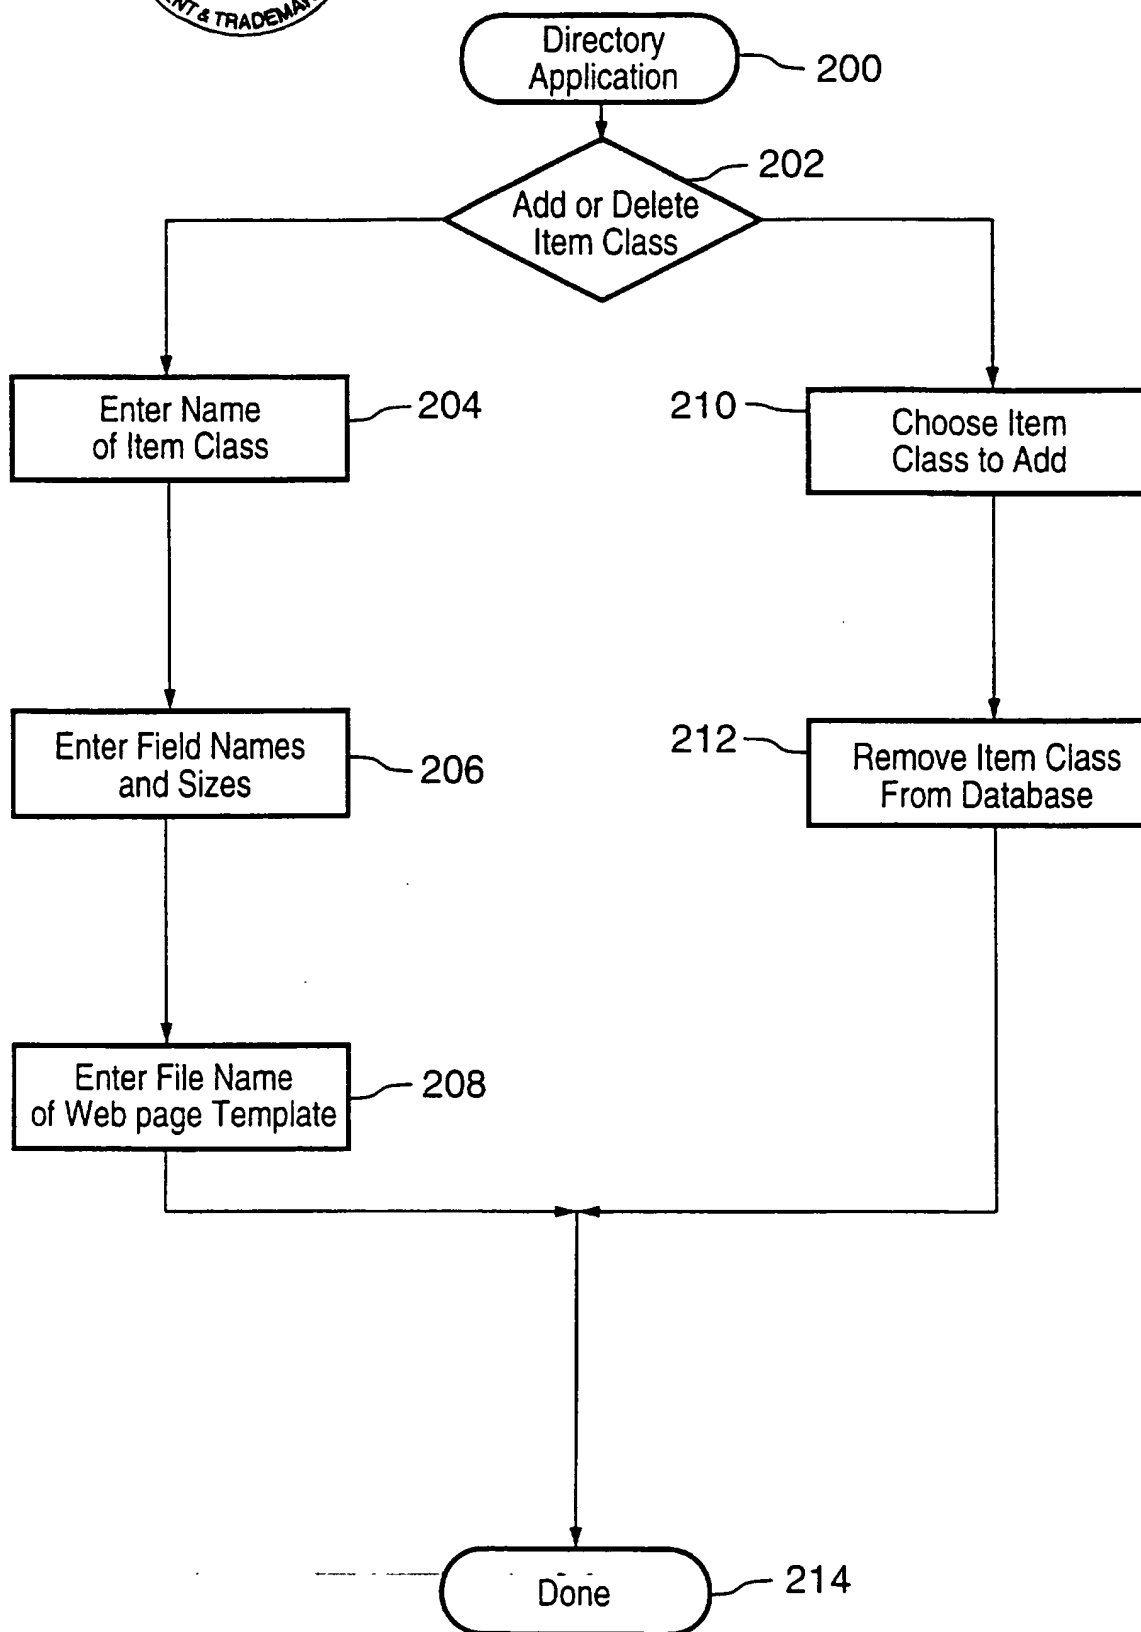 ENT & TRADEMAR
Directory
Application
200
202
Add or Delete
Item Class
Enter Name
of Item Class
204
210
Choose Item
Class to Add
Enter Field Names
and Sizes
206
212
Remove Item Class
From Database
Enter File Name
of Web page Template
208
Done
214